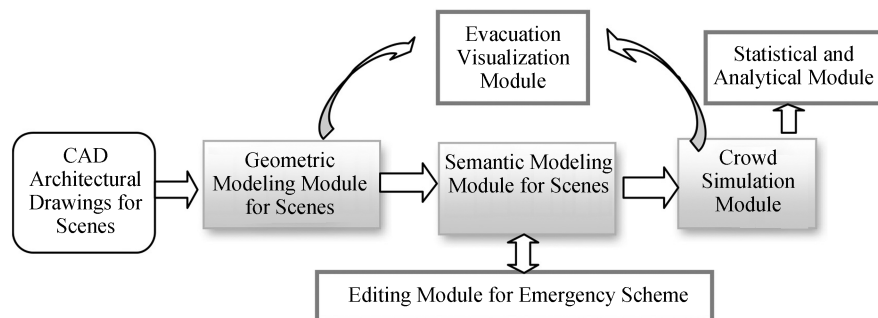 Evacuation
Visualization
Module
Statistical and
Analytical Module
CAD
Architectural
Drawings for
Scenes
Geometric
Modeling Module
for Scenes
Semantic Modeling
Module for Scenes
Crowd
Simulation
Module
Editing Module for Emergency Scheme